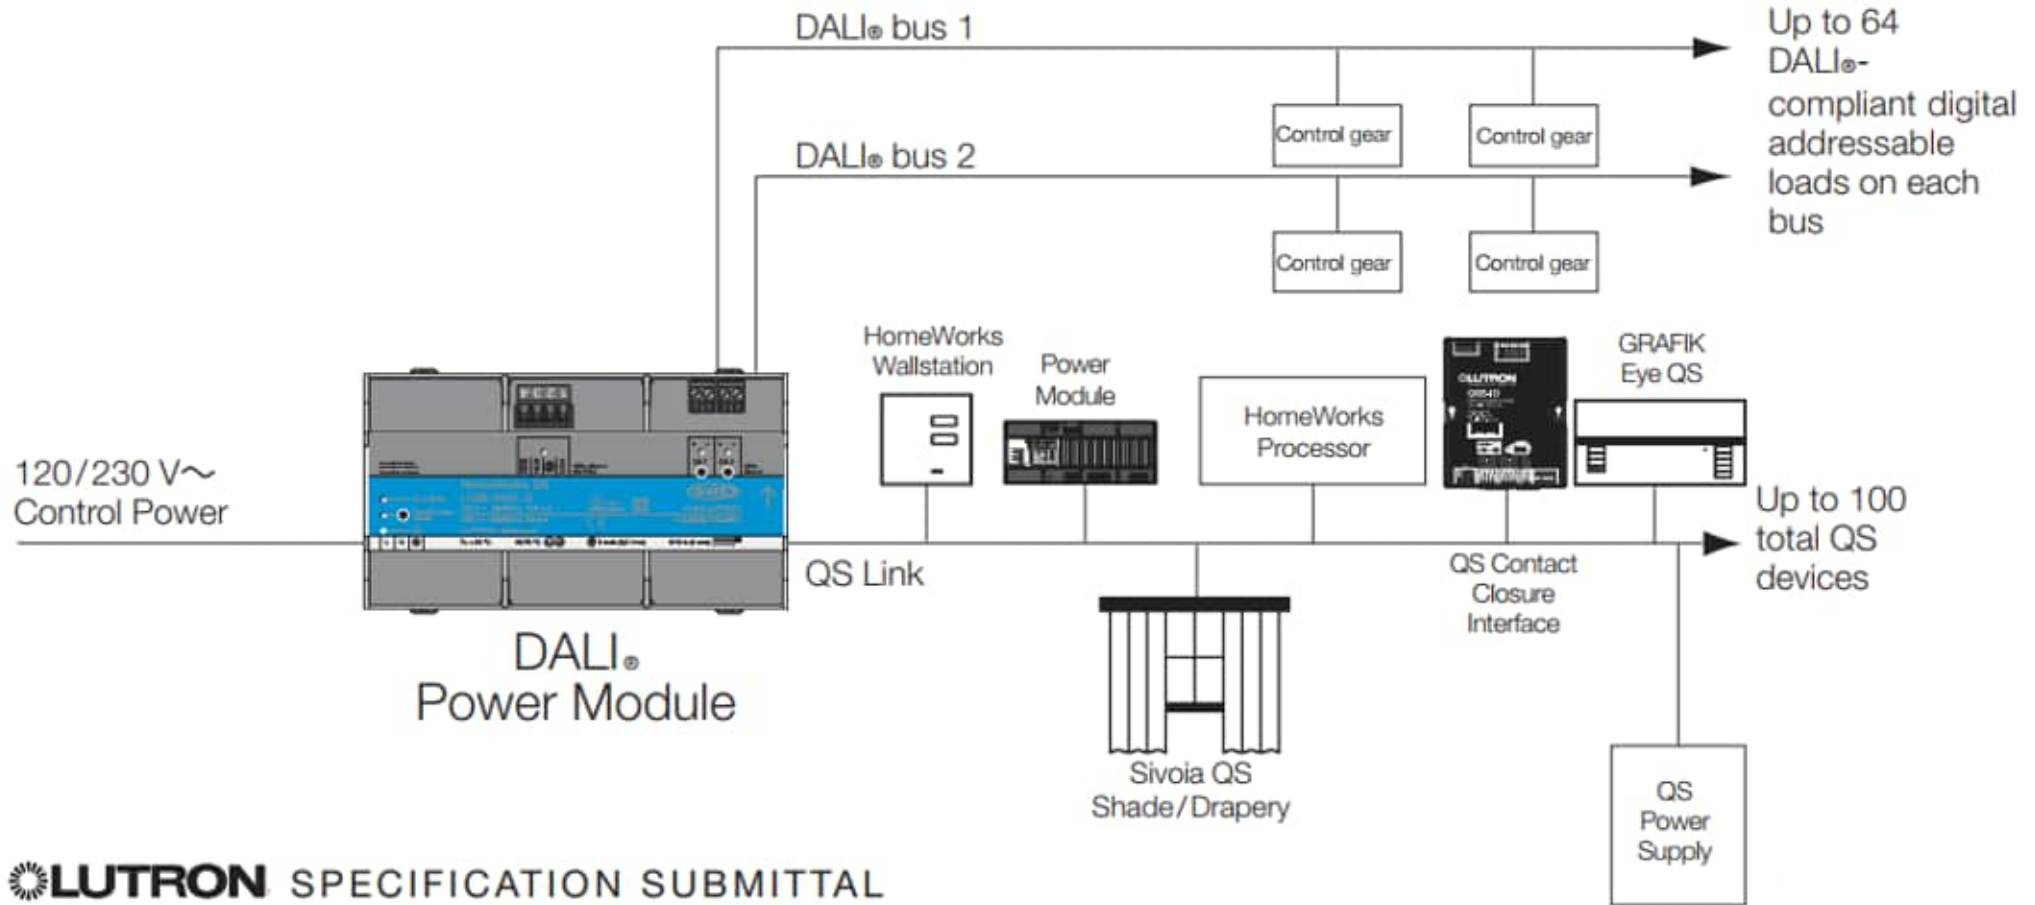 DALI® bus 1
Up to 64
DALI®-
compliant digital
addressable
loads on each
bus
Control gear
Control gear
DALI® bus 2
Control gear
Control gear
HomeWorks
Wallstation
Power
Module
HomeWorks
Processor
LUTRON
GRAFIK
Eye QS
120/230 V~
Control Power
QS Link
Up to 100
total QS
devices
QS Contact
Closure
Interface
DALI®
Power Module
Sivoia QS
Shade/Drapery
QS
Power
Supply
LUTRON SPECIFICATION SUBMITTAL